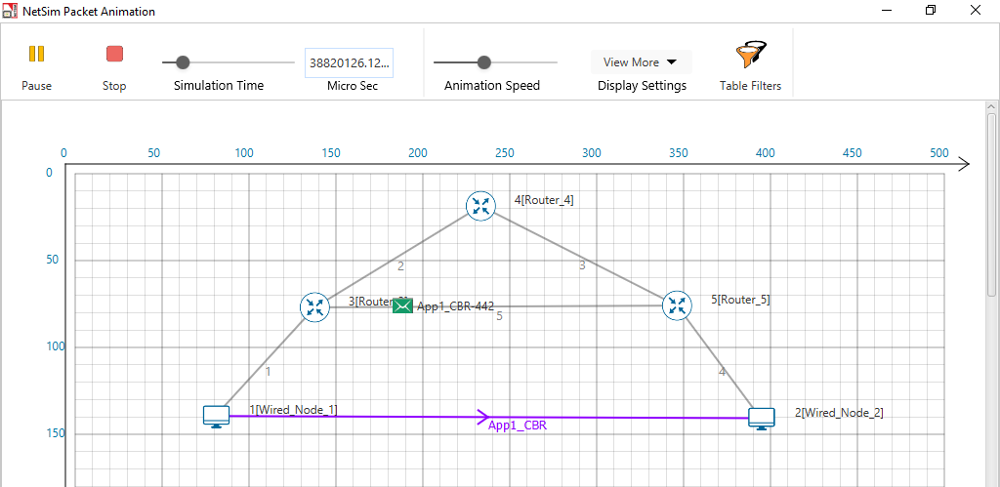 NetSim Packet Animation
38820126.12...
View More
Pause
Stop
Simulation Time
Micro Sec
Animation Speed
Display Settings
Table Filters
0 50 100 150 200 250 300 350 400 450 500
0
4[Router_4]
50
2
3
3[Router
App1_CBR-442
5[Router_5]
5
100
1
4
1[Wired_Node_1]
2[Wired_Node_2]
App1_CBR
150